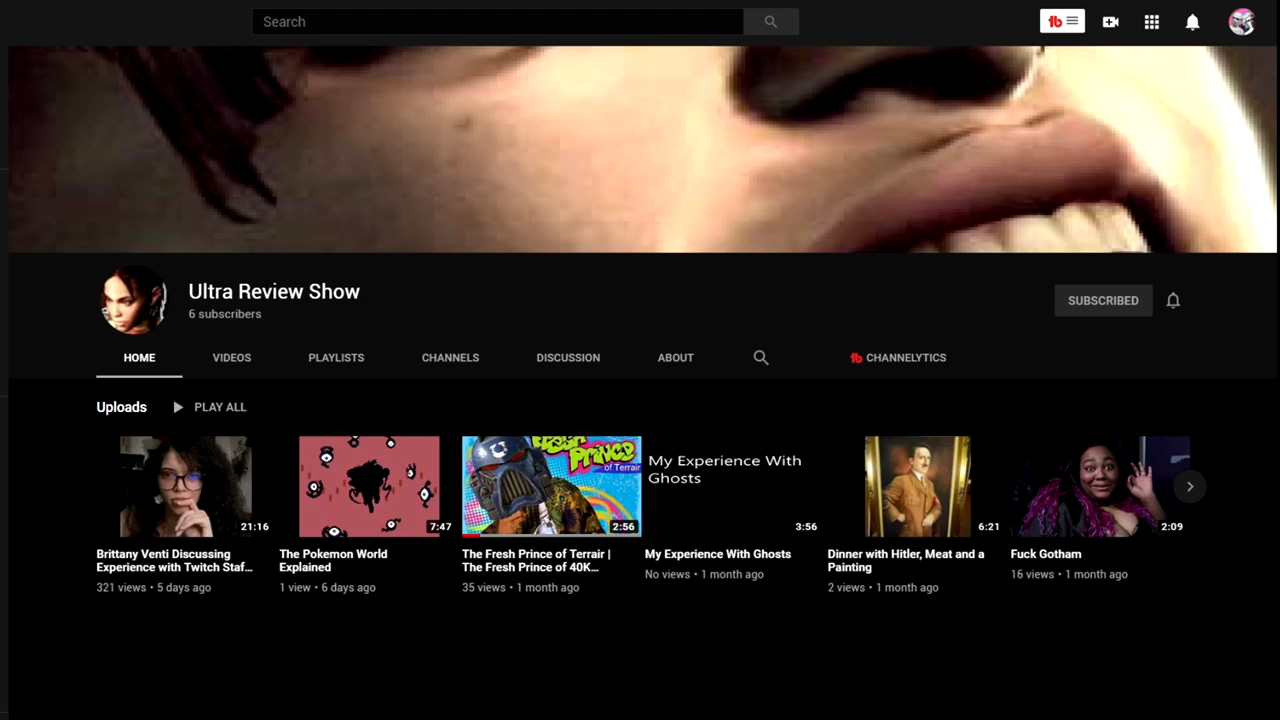 Search
Ultra Review Show
6 subscribers
SUBSCRIBED
HOME
VIDEOS
PLAYLISTS
CHANNELS
DISCUSSION
ABOUT
CHANNELYTICS
Uploads
PLAY ALL
21:16
Brittany Venti Discussing
Experience with Twitch Staf...
321 views • 5 days ago
7:47
The Pokemon World
Explained
1 view • 6 days ago
PRINCE
of Terrair
2:56
The Fresh Prince of Terrair |
The Fresh Prince of 40K...
35 views • 1 month ago
My Experience With
Ghosts
3:56
My Experience With Ghosts
No views • 1 month ago
6:21
Dinner with Hitler, Meat and a
Painting
2 views • 1 month ago
2:09
Fuck Gotham
16 views • 1 month ago